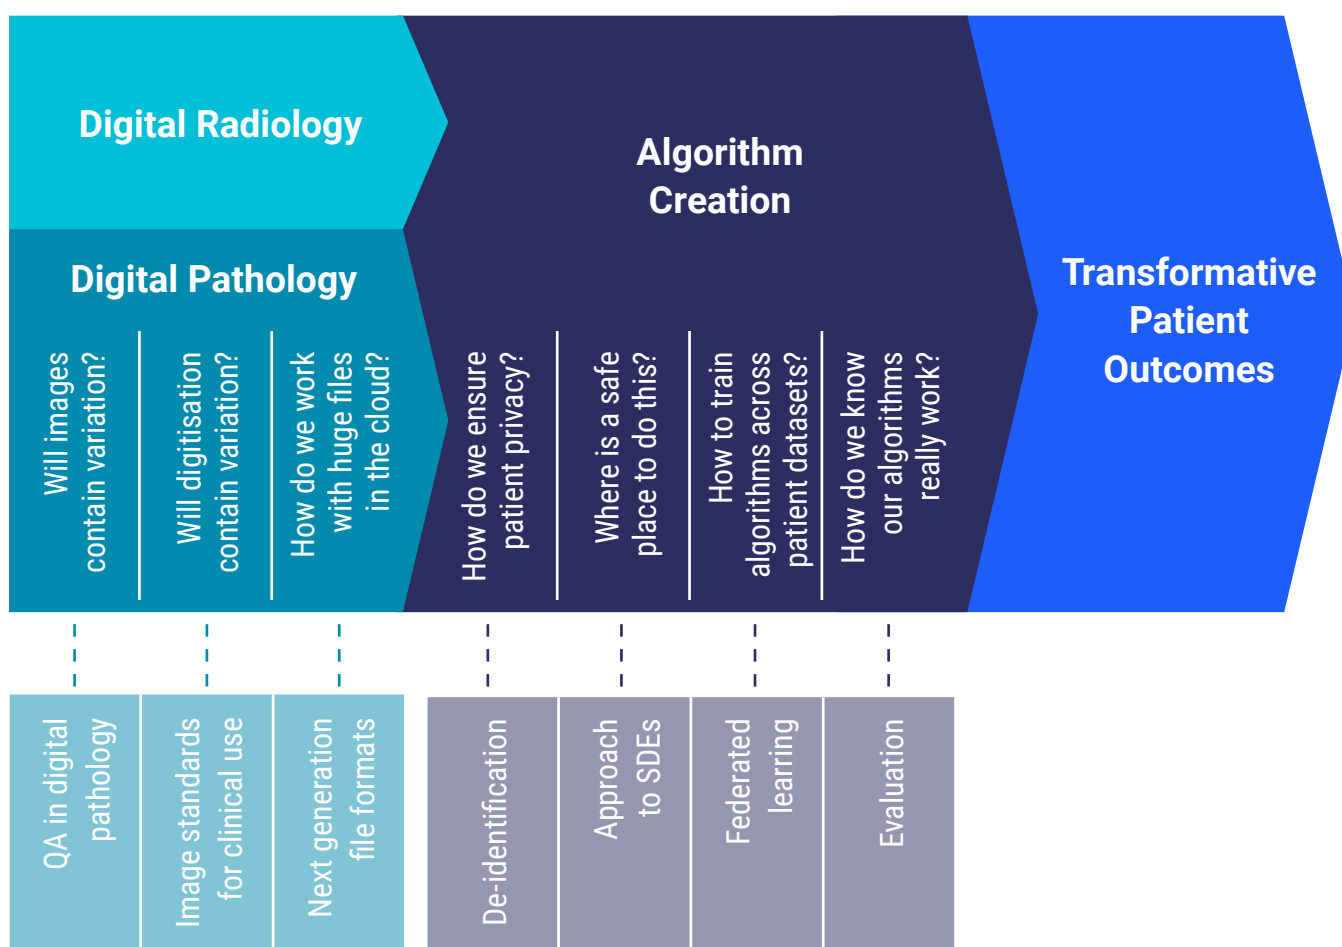 Digital Radiology
Digital Pathology
Will images
contain variation?
Will digitisation
contain variation?
How do we work
with huge files
in the cloud?
Algorithm
Creation
How do we ensure
patient privacy?
Where is a safe
place to do this?
How to train
algorithms across
patient datasets?
How do we know
our algorithms
really work?
Transformative
Patient
Outcomes
QA in digital
pathology
Image standards
for clinical use
Next generation
file formats
De-identification
Approach
to SDEs
Federated
learning
Evaluation